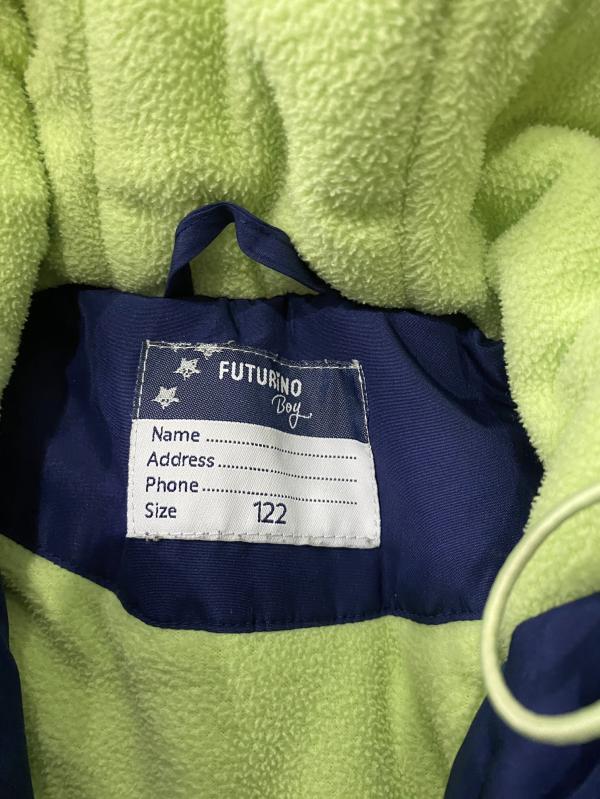 FUTURINO
Boy
Name ........................................
Address ....................................
Phone ........................................
Size 122